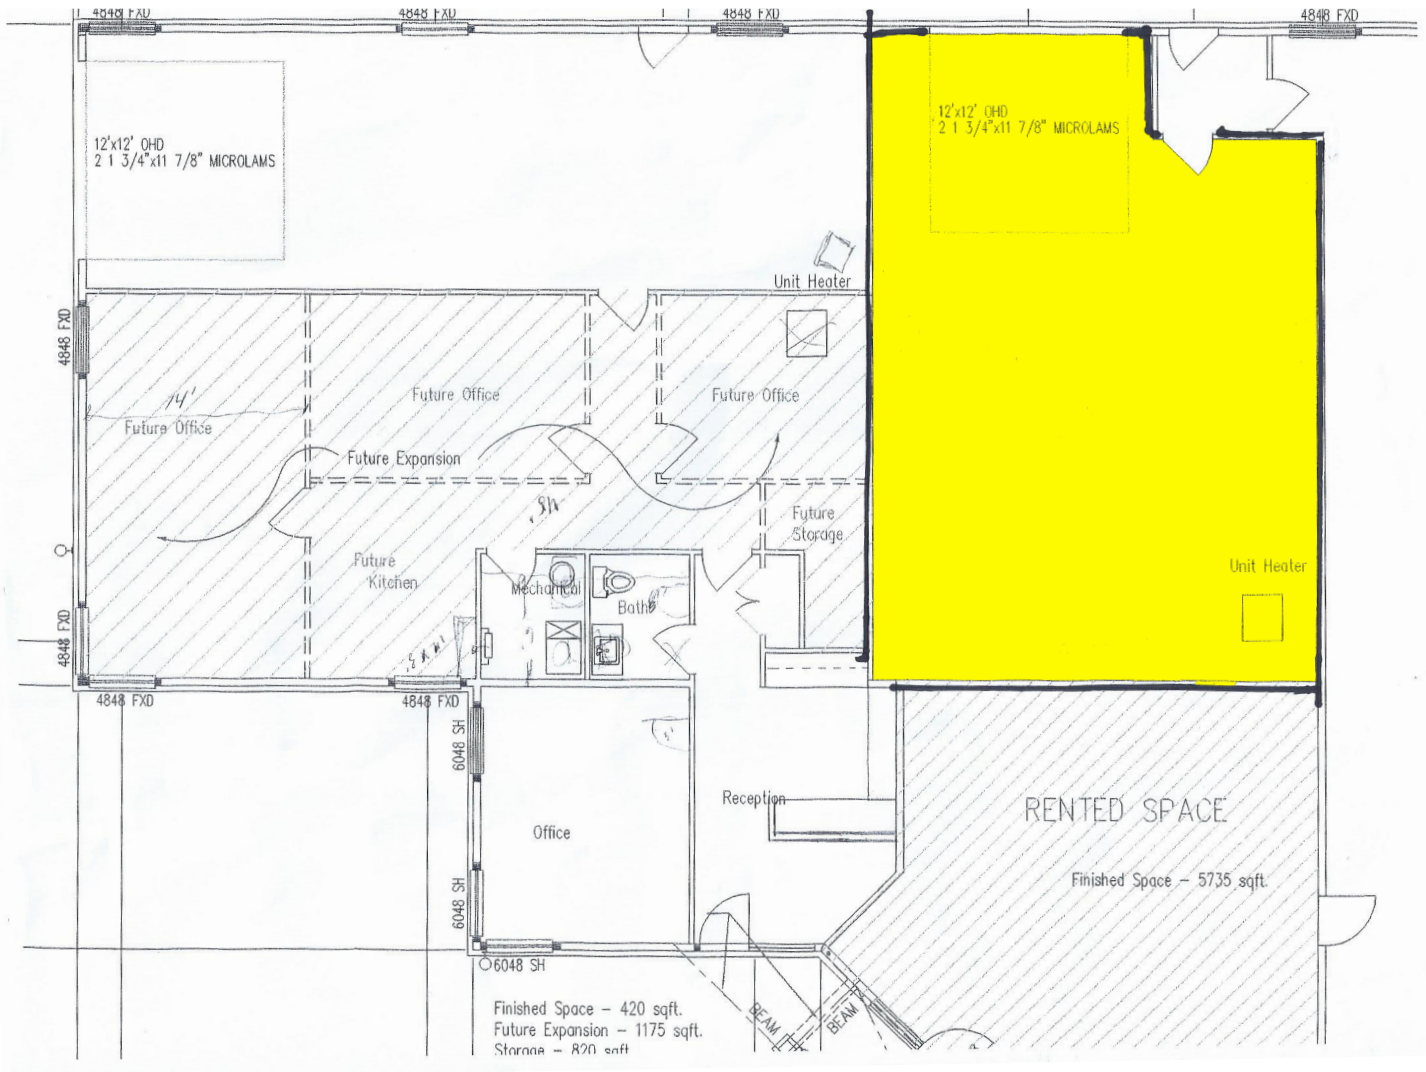 4848 FXD
4848 FXD
4848 FXD
4848 FXD
12'x12' OHD
2 1 3/4"x11 7/8" MICROLAMS
12'x12' OHD
2 1 3/4"x11 7/8" MICROLAMS
Unit Heater
4848 FXD
14'
Future Office
Future Office
Future Office
Future Expansion
Future
Storage
Future
Kitchen
Mechanical
Bath
Unit Heater
4848 FXD
4848 FXD
4848 FXD
6048 SH
Reception
Office
RENTED SPACE
Finished Space - 5735 sqft.
6048 SH
6048 SH
Finished Space - 420 sqft.
Future Expansion - 1175 sqft.
Storage - 820 sqft
BEAM
BEAM